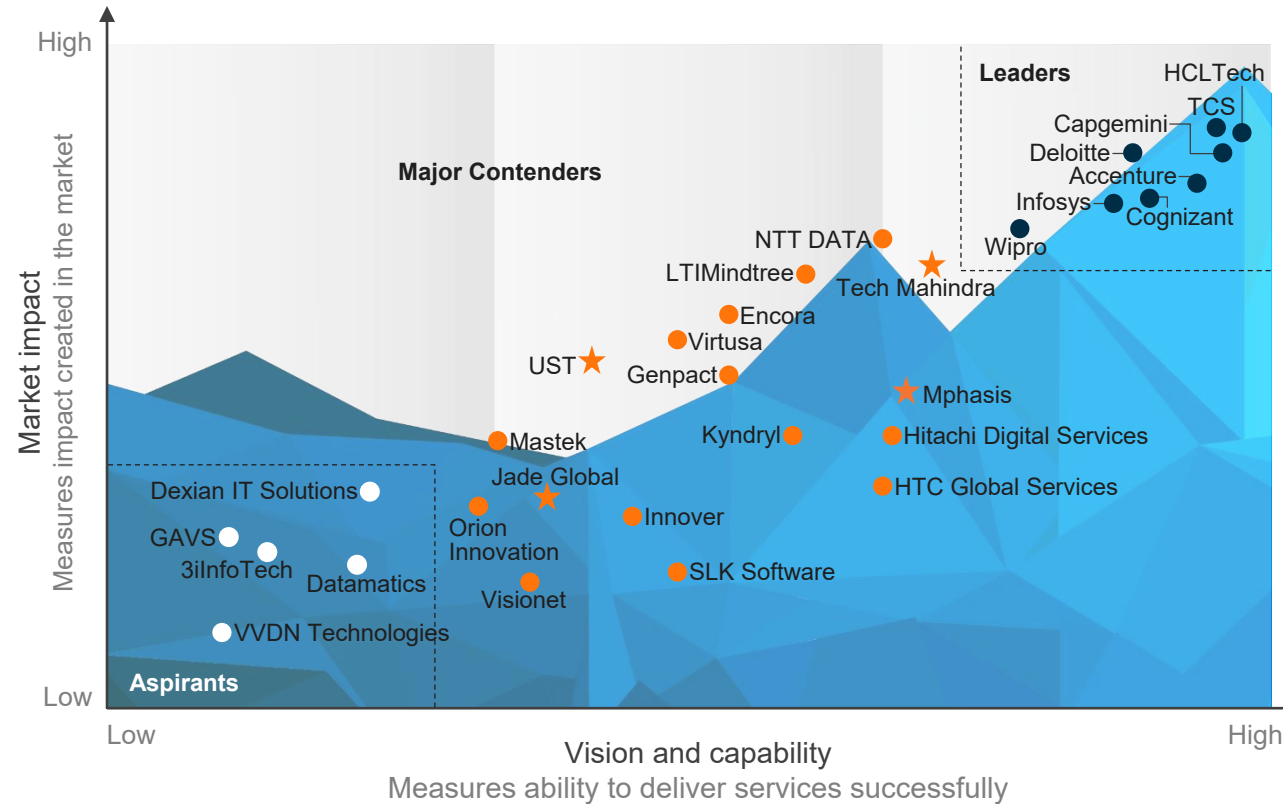 High
Leaders
HCLTech
TCS
Capgemini
Deloitte
Accenture
Infosys
Cognizant
Wipro
Major Contenders
NTT DATA
LTIMindtree
Tech Mahindra
Encora
Virtusa
UST
Genpact
Mphasis
Kyndryl
Hitachi Digital Services
Mastek
Jade Global
HTC Global Services
Dexian IT Solutions
Orion
Innovation
Innover
GAVS
3iInfoTech
Datamatics
SLK Software
Visionet
VVDN Technologies
Aspirants
Market impact
Measures impact created in the market
Low
Low
High
Vision and capability
Measures ability to deliver services successfully